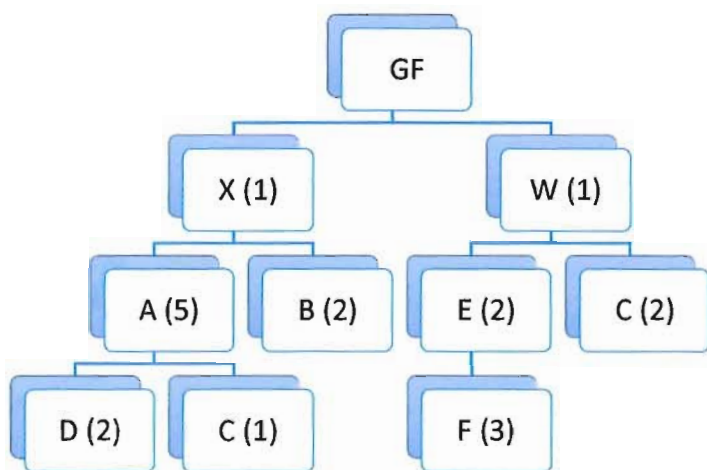 GF
X (1)
W (1)
A (5)
B (2)
E (2)
C (2)
D (2)
C (1)
F (3)